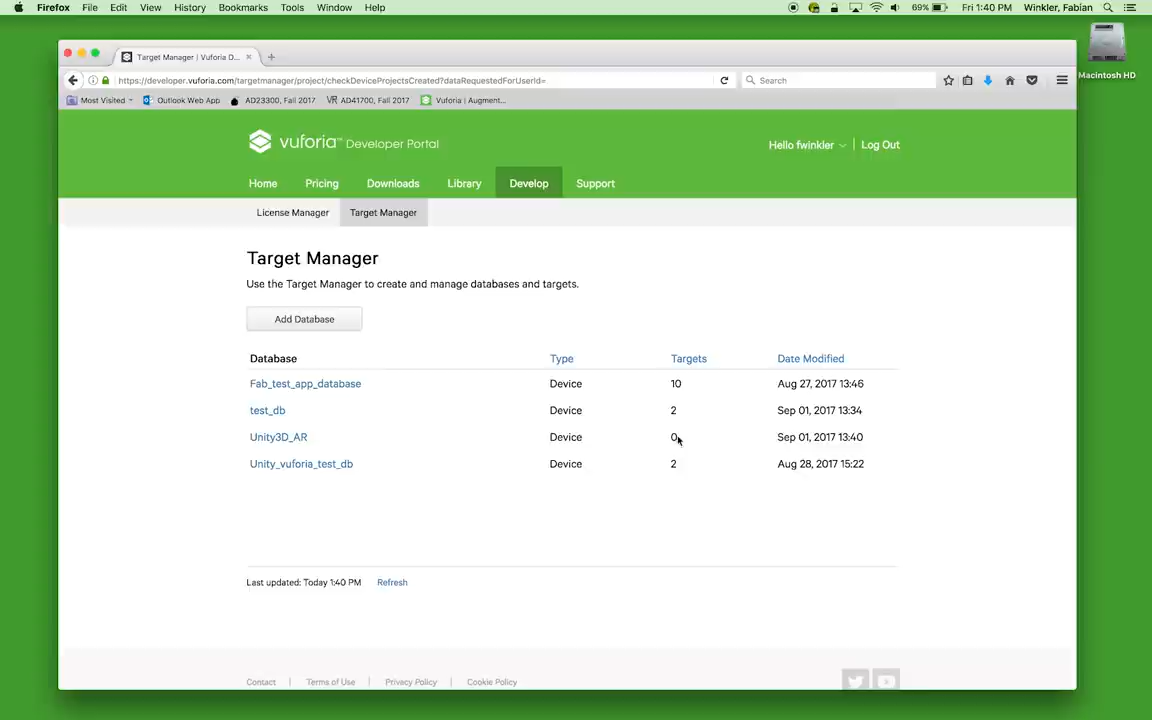 Firefox File Edit View History Bookmarks Tools Window Help 69% Fri 1:40 PM Winkler, Fabian
Target Manager | Vuforia D...
https://developer.vuforia.com/targetmanager/project/checkDeviceProjectsCreated?dataRequestedForUserId=
Search
Macintosh HD
Most Visited Outlook Web App AD23300, Fall 2017 VR AD41700, Fall 2017 Vuforia | Augment...
vuforia™ Developer Portal
Hello fwinkler | Log Out
Home Pricing Downloads Library Develop Support
License Manager Target Manager
Target Manager
Use the Target Manager to create and manage databases and targets.
Add Database
Database Type Targets Date Modified
Fab_test_app_database Device 10 Aug 27, 2017 13:46
test_db Device 2 Sep 01, 2017 13:34
Unity3D_AR Device 0 Sep 01, 2017 13:40
Unity_vuforia_test_db Device 2 Aug 28, 2017 15:22
Last updated: Today 1:40 PM Refresh
Contact | Terms of Use | Privacy Policy | Cookie Policy